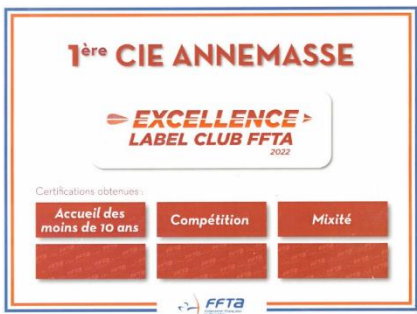 1ère CIE ANNEMASSE
EXCELLENCE
LABEL CLUB FFTA
2022
Certifications obtenues :
Accueil des
moins de 10 ans
Compétition
Mixité
FFTA